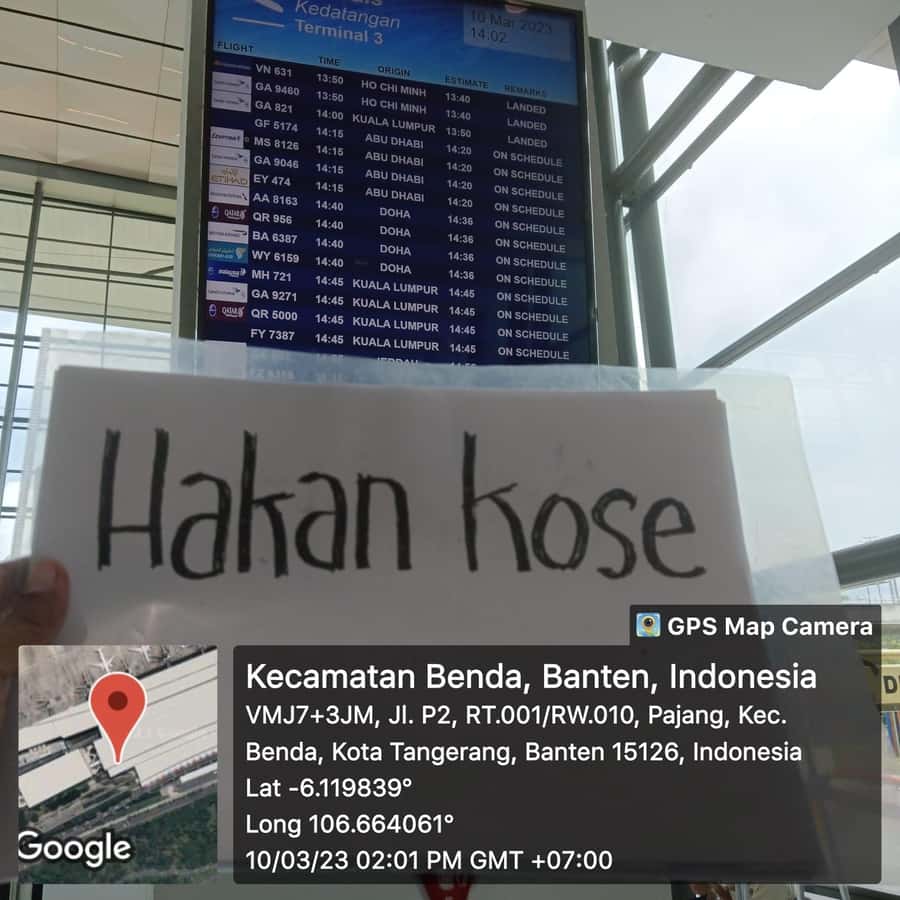 Kedatangan
Terminal 3
10 Mar 2023
14:02
FLIGHT TIME ORIGIN ESTIMATE REMARKS
VN 631 13:50 HO CHI MINH 13:40 LANDED
GA 9460 13:50 HO CHI MINH 13:40 LANDED
GA 821 14:00 KUALA LUMPUR 13:50 LANDED
GF 5174 14:15 ABU DHABI 14:20 ON SCHEDULE
MS 8126 14:15 ABU DHABI 14:20 ON SCHEDULE
GA 9046 14:15 ABU DHABI 14:20 ON SCHEDULE
ETIHAD EY 474 14:15 ABU DHABI 14:20 ON SCHEDULE
AA 8163 14:40 DOHA 14:36 ON SCHEDULE
QATAR QR 956 14:40 DOHA 14:36 ON SCHEDULE
BA 6387 14:40 DOHA 14:36 ON SCHEDULE
WY 6159 14:40 DOHA 14:36 ON SCHEDULE
MH 721 14:45 KUALA LUMPUR 14:45 ON SCHEDULE
GA 9271 14:45 KUALA LUMPUR 14:45 ON SCHEDULE
QATAR QR 5000 14:45 KUALA LUMPUR 14:45 ON SCHEDULE
FY 7387 14:45 KUALA LUMPUR 14:45 ON SCHEDULE
Hakan kose
GPS Map Camera
Kecamatan Benda, Banten, Indonesia
VMJ7+3JM, Jl. P2, RT.001/RW.010, Pajang, Kec.
Benda, Kota Tangerang, Banten 15126, Indonesia
Lat -6.119839°
Long 106.664061°
10/03/23 02:01 PM GMT +07:00
Google